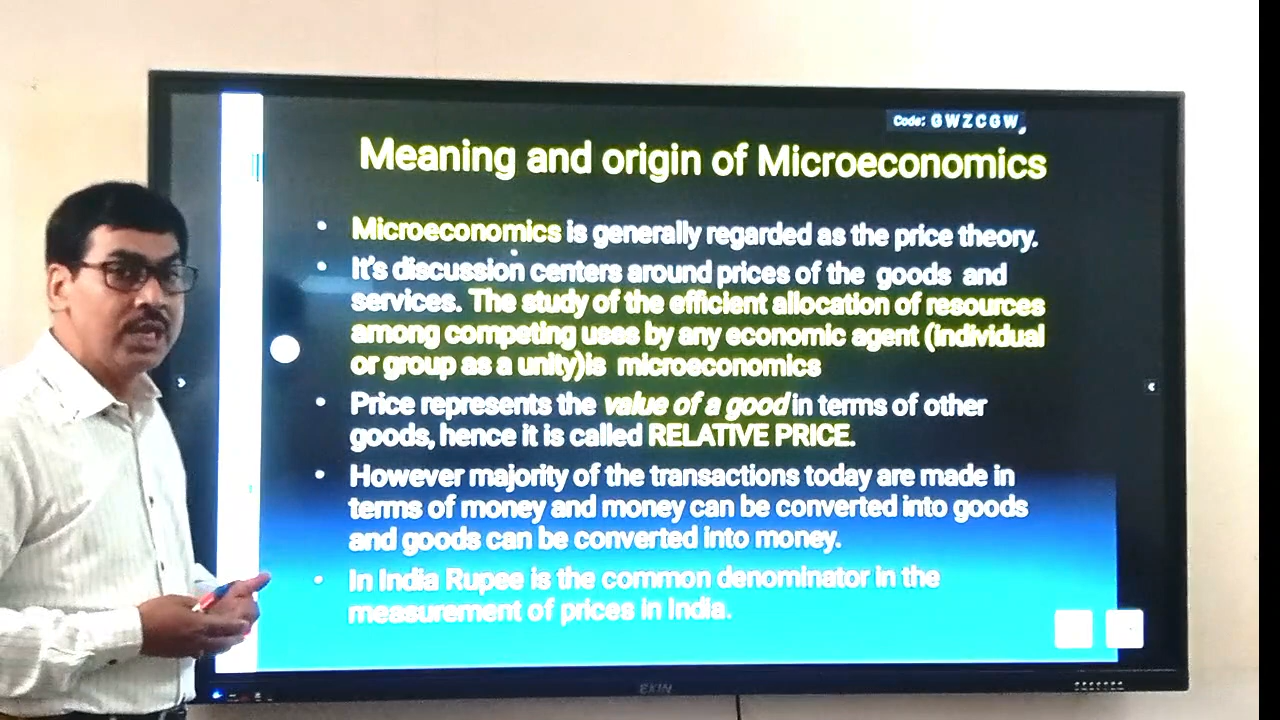 Code: GWZCGW
Meaning and origin of Microeconomics
• Microeconomics is generally regarded as the price theory.
• It's discussion centers around prices of the goods and
services. The study of the efficient allocation of resources
among competing uses by any economic agent (individual
or group as a unity)is microeconomics
• Price represents the value of a good in terms of other
goods, hence it is called RELATIVE PRICE.
• However majority of the transactions today are made in
terms of money and money can be converted into goods
and goods can be converted into money.
• In India Rupee is the common denominator in the
measurement of prices in India.
EXIN